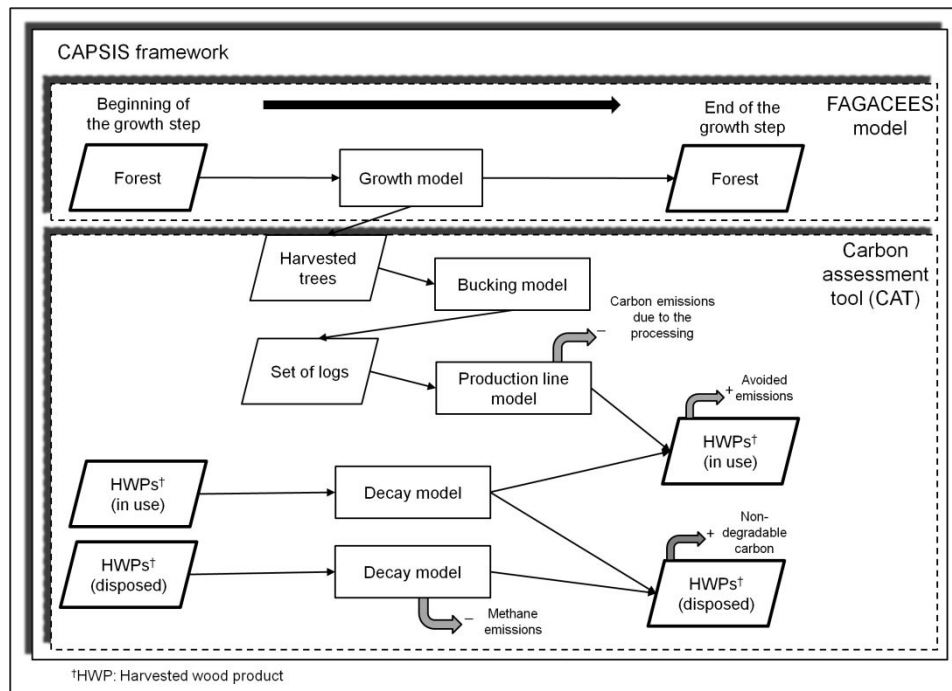 CAPSIS framework
Beginning of
the growth step
End of the
growth step
FAGACEES
model
Forest
Growth model
Forest
Carbon
assessment
tool (CAT)
Harvested
trees
Bucking model
Carbon emissions
due to the
processing
−
Set of logs
Production line
model
+ Avoided
emissions
HWPs†
(in use)
HWPs†
(in use)
Decay model
Non-
+ degradable
carbon
HWPs†
(disposed)
Decay model
HWPs†
(disposed)
− Methane
emissions
†HWP: Harvested wood product